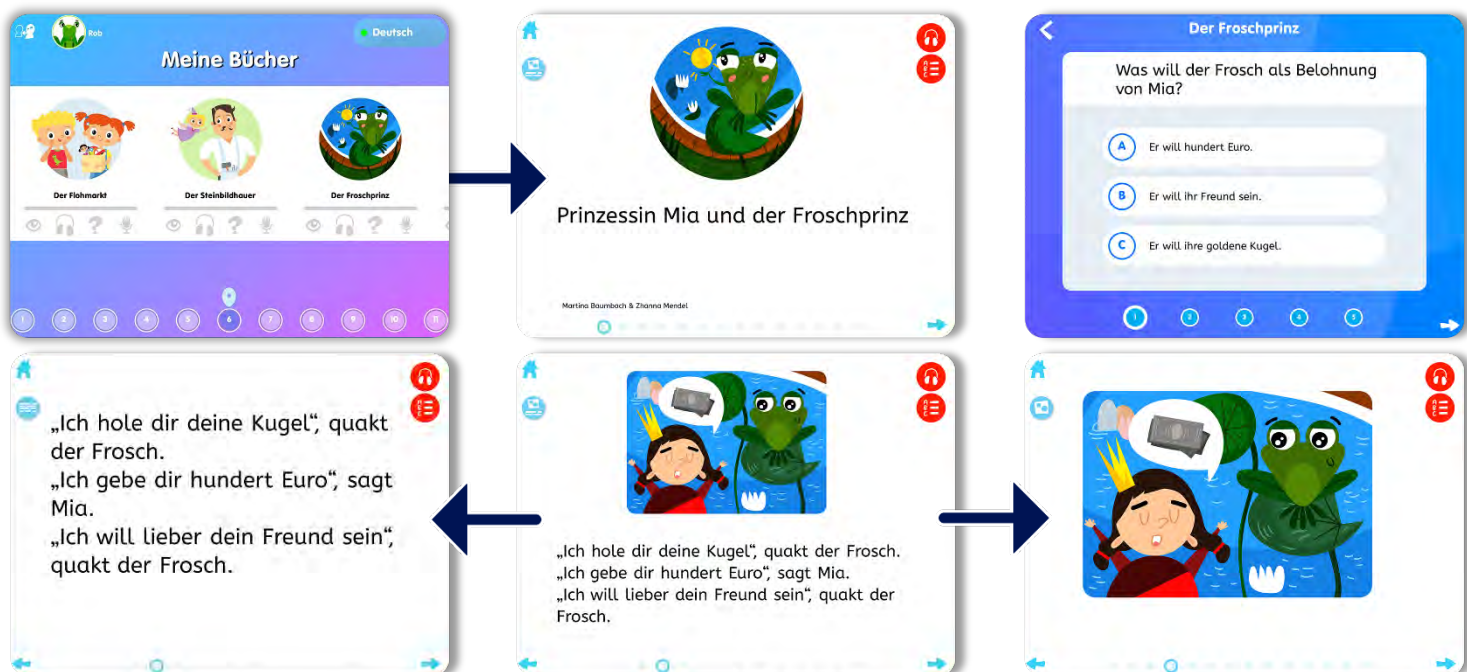 Rob
Deutsch
Meine Bücher
Der Flohmarkt
Der Steinbildhauer
Der Froschprinz
1 2 3 4 5 6 7 8 9 10 11
Prinzessin Mia und der Froschprinz
Martina Baumbach & Zhanna Mendel
Der Froschprinz
Was will der Frosch als Belohnung
von Mia?
A Er will hundert Euro.
B Er will ihr Freund sein.
C Er will ihre goldene Kugel.
1 2 3 4 5
„Ich hole dir deine Kugel“, quakt
der Frosch.
„Ich gebe dir hundert Euro“, sagt
Mia.
„Ich will lieber dein Freund sein“,
quakt der Frosch.
„Ich hole dir deine Kugel“, quakt der Frosch.
„Ich gebe dir hundert Euro“, sagt Mia.
„Ich will lieber dein Freund sein“, quakt der
Frosch.